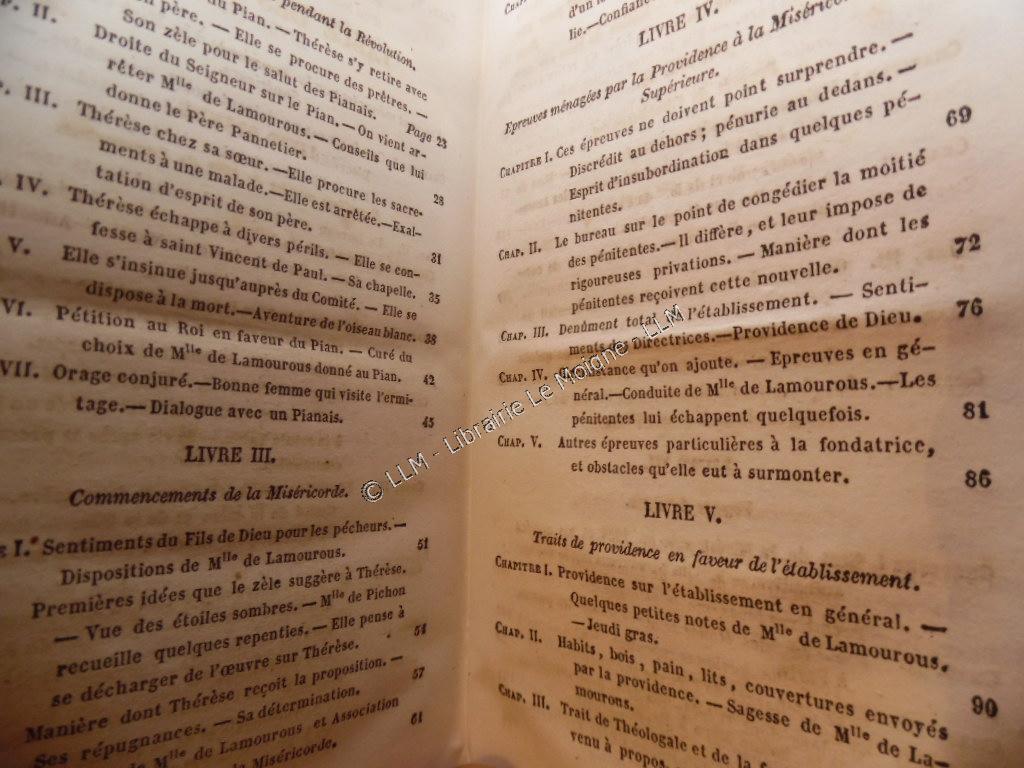 pendant la Révolution.
du Pian. — Thérèse s'y retire avec
père. — Elle se procure des prêtres. —
Son zèle pour le salut des Pianais. Page 23
P. II. Droite du Seigneur sur le Pian. — On vient ar-
rêter Mlle de Lamourous. — Conseils que lui
donne le Père Pannetier. 28
P. III. Thérèse chez sa sœur. — Elle procure les sacre-
ments à une malade. — Elle est arrêtée. — Exal-
tation d'esprit de son père. 31
IV. Thérèse échappe à divers périls. — Elle se con-
fesse à saint Vincent de Paul. — Sa chapelle. 35
V. Elle s'insinue jusqu'auprès du Comité. — Elle se
dispose à la mort. — Aventure de l'oiseau blanc. 38
VI. Pétition au Roi en faveur du Pian. — Curé du
choix de Mlle de Lamourous donné au Pian. 42
VII. Orage conjuré. — Bonne femme qui visite l'ermi-
tage. — Dialogue avec un Pianais. 45
LIVRE III.
Commencements de la Miséricorde.
E I. Sentiments du Fils de Dieu pour les pécheurs. —
Dispositions de Mlle de Lamourous. 51
Premières idées que le zèle suggère à Thérèse.
— Vue des étoiles sombres. — Mlle de Pichon
recueille quelques repenties. — Elle pense à
se décharger de l'œuvre sur Thérèse. 54
Manière dont Thérèse reçoit la proposition. —
Ses répugnances. — Sa détermination. 57
de Mlle de Lamourous et Association
de la Miséricorde. 61
CHAP.
d'un
lie. — Confiance
LIVRE IV.
Epreuves ménagées par la Providence à la Miséricorde
Supérieure.
CHAPITRE I. Ces épreuves ne doivent point surprendre. —
Discrédit au dehors ; pénurie au dedans. —
Esprit d'insubordination dans quelques pé-
nitentes. 69
CHAP. II. Le bureau sur le point de congédier la moitié
des pénitentes. — Il diffère, et leur impose de
rigoureuses privations. — Manière dont les
pénitentes reçoivent cette nouvelle. 72
CHAP. III. Denûment total de l'établissement. — Senti-
ments des Directrices. — Providence de Dieu. 76
CHAP. IV. Circonstance qu'on ajoute. — Epreuves en gé-
néral. — Conduite de Mlle de Lamourous. — Les
pénitentes lui échappent quelquefois. 81
CHAP. V. Autres épreuves particulières à la fondatrice,
et obstacles qu'elle eut à surmonter. 86
LIVRE V.
Traits de providence en faveur de l'établissement.
CHAPITRE I. Providence sur l'établissement en général. —
Quelques petites notes de Mlle de Lamourous.
— Jeudi gras. 90
CHAP. II. Habits, bois, pain, lits, couvertures envoyés
par la providence. — Sagesse de Mlle de La-
mourous.
CHAP. III. Trait de Théologale et de la
venu à propos.
© LLM - Librairie Le Moigne - LLM